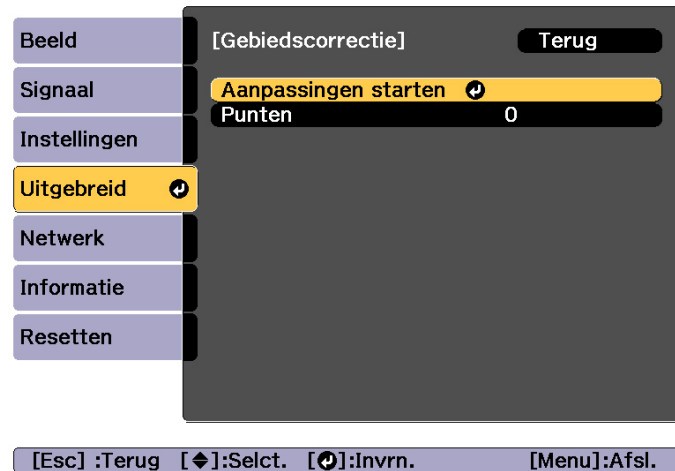 Beeld
Signaal
Instellingen
Uitgebreid
Netwerk
Informatie
Resetten
[Gebiedscorrectie] Terug
Aanpassingen starten
Punten 0
[Esc] :Terug [◆]:Selct. [↵]:Invrn. [Menu]:Afsl.